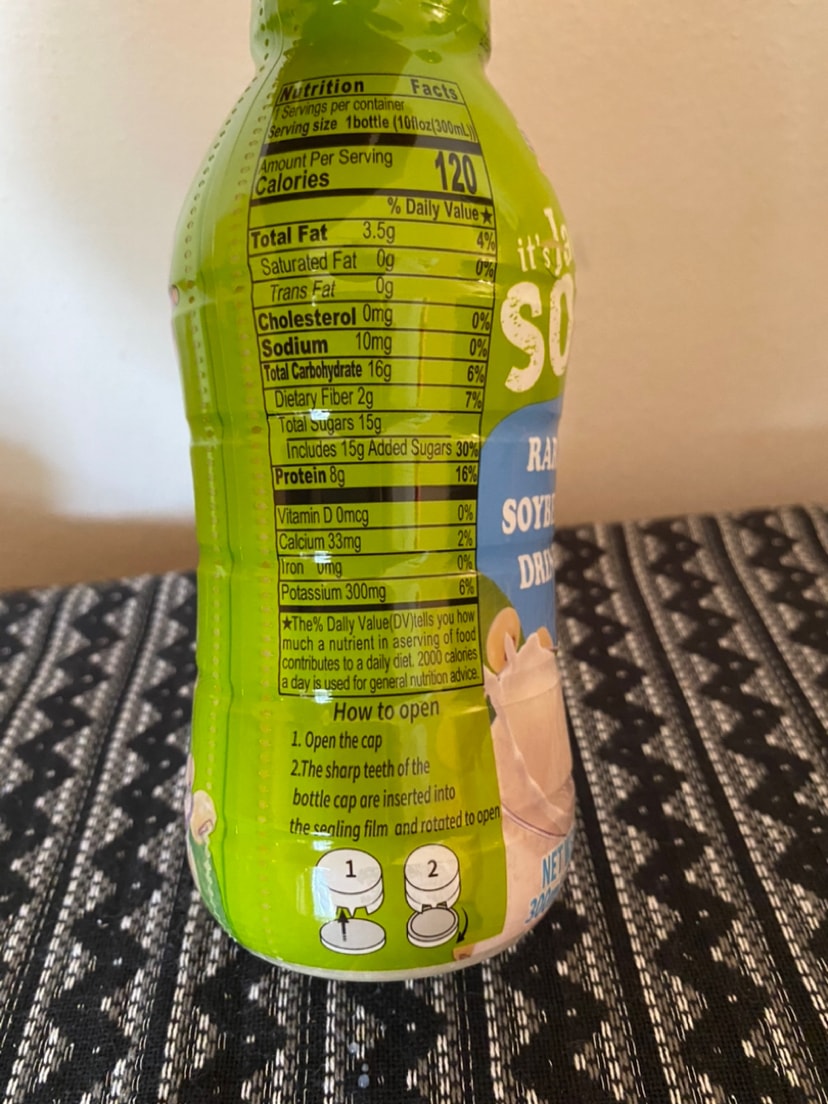 Nutrition Facts
1 Servings per container
Serving size 1bottle (10floz(300mL)
Amount Per Serving
Calories 120
% Daily Value★
Total Fat 3.5g 4%
Saturated Fat 0g 0%
Trans Fat 0g
Cholesterol 0mg 0%
Sodium 10mg 0%
Total Carbohydrate 16g 6%
Dietary Fiber 2g 7%
Total Sugars 15g
Includes 15g Added Sugars 30%
Protein 8g 16%
Vitamin D 0mcg 0%
Calcium 33mg 2%
Iron 0mg 0%
Potassium 300mg 6%
★The% Daily Value(DV)tells you how
much a nutrient in aserving of food
contributes to a daily diet. 2000 calories
a day is used for general nutrition advice.
How to open
1. Open the cap
2.The sharp teeth of the
bottle cap are inserted into
the sealing film and rotated to open
1 2
it's
SO
NET